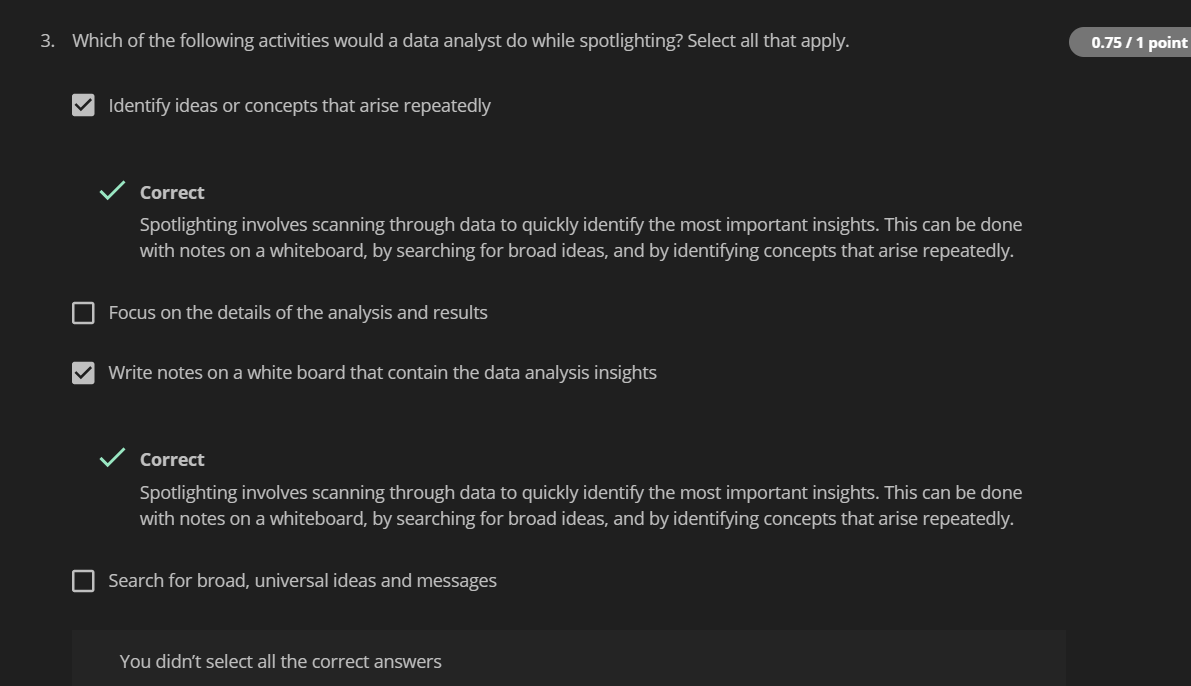 3. Which of the following activities would a data analyst do while spotlighting? Select all that apply.
0.75 / 1 point
Identify ideas or concepts that arise repeatedly
Correct
Spotlighting involves scanning through data to quickly identify the most important insights. This can be done
with notes on a whiteboard, by searching for broad ideas, and by identifying concepts that arise repeatedly.
Focus on the details of the analysis and results
Write notes on a white board that contain the data analysis insights
Correct
Spotlighting involves scanning through data to quickly identify the most important insights. This can be done
with notes on a whiteboard, by searching for broad ideas, and by identifying concepts that arise repeatedly.
Search for broad, universal ideas and messages
You didn’t select all the correct answers